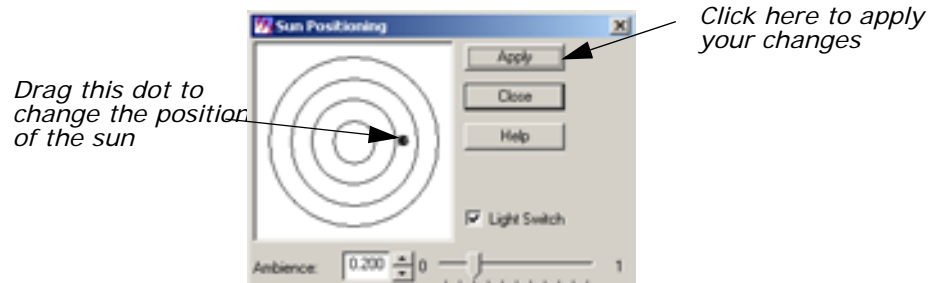 Sun Positioning
Click here to apply
your changes
Apply
Drag this dot to
change the position
of the sun
Close
Help
Light Switch
Ambience: 0.200 0 1